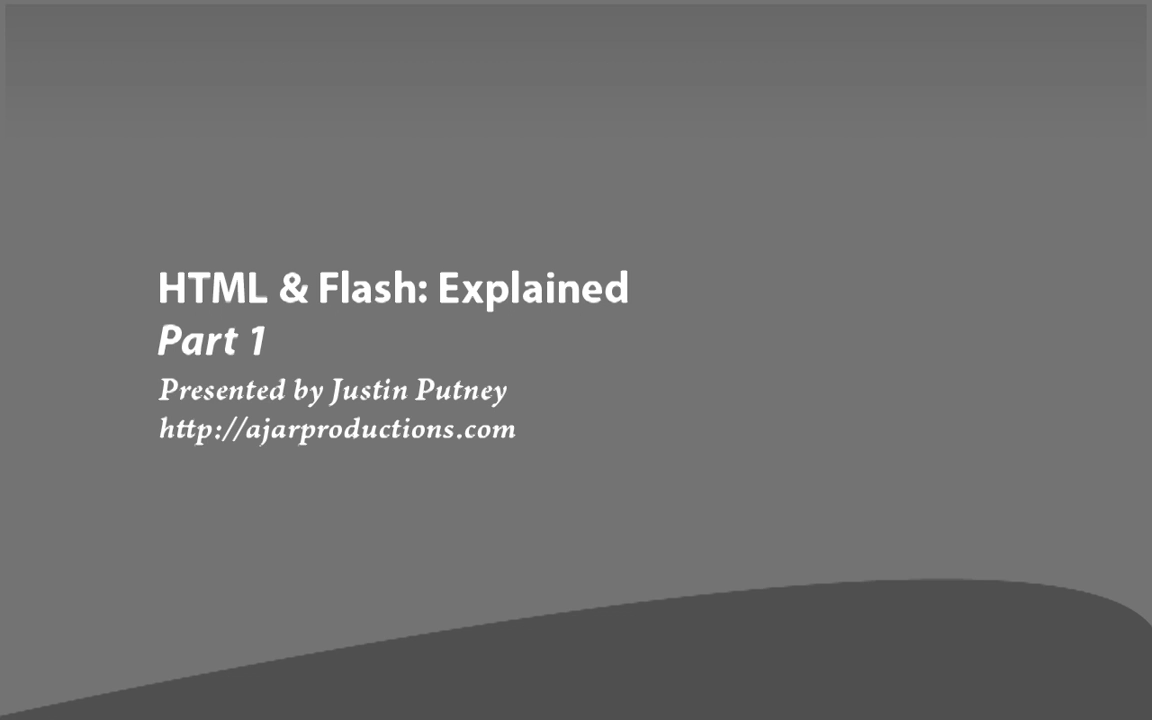 HTML & Flash: Explained
Part 1
Presented by Justin Putney
http://ajarproductions.com